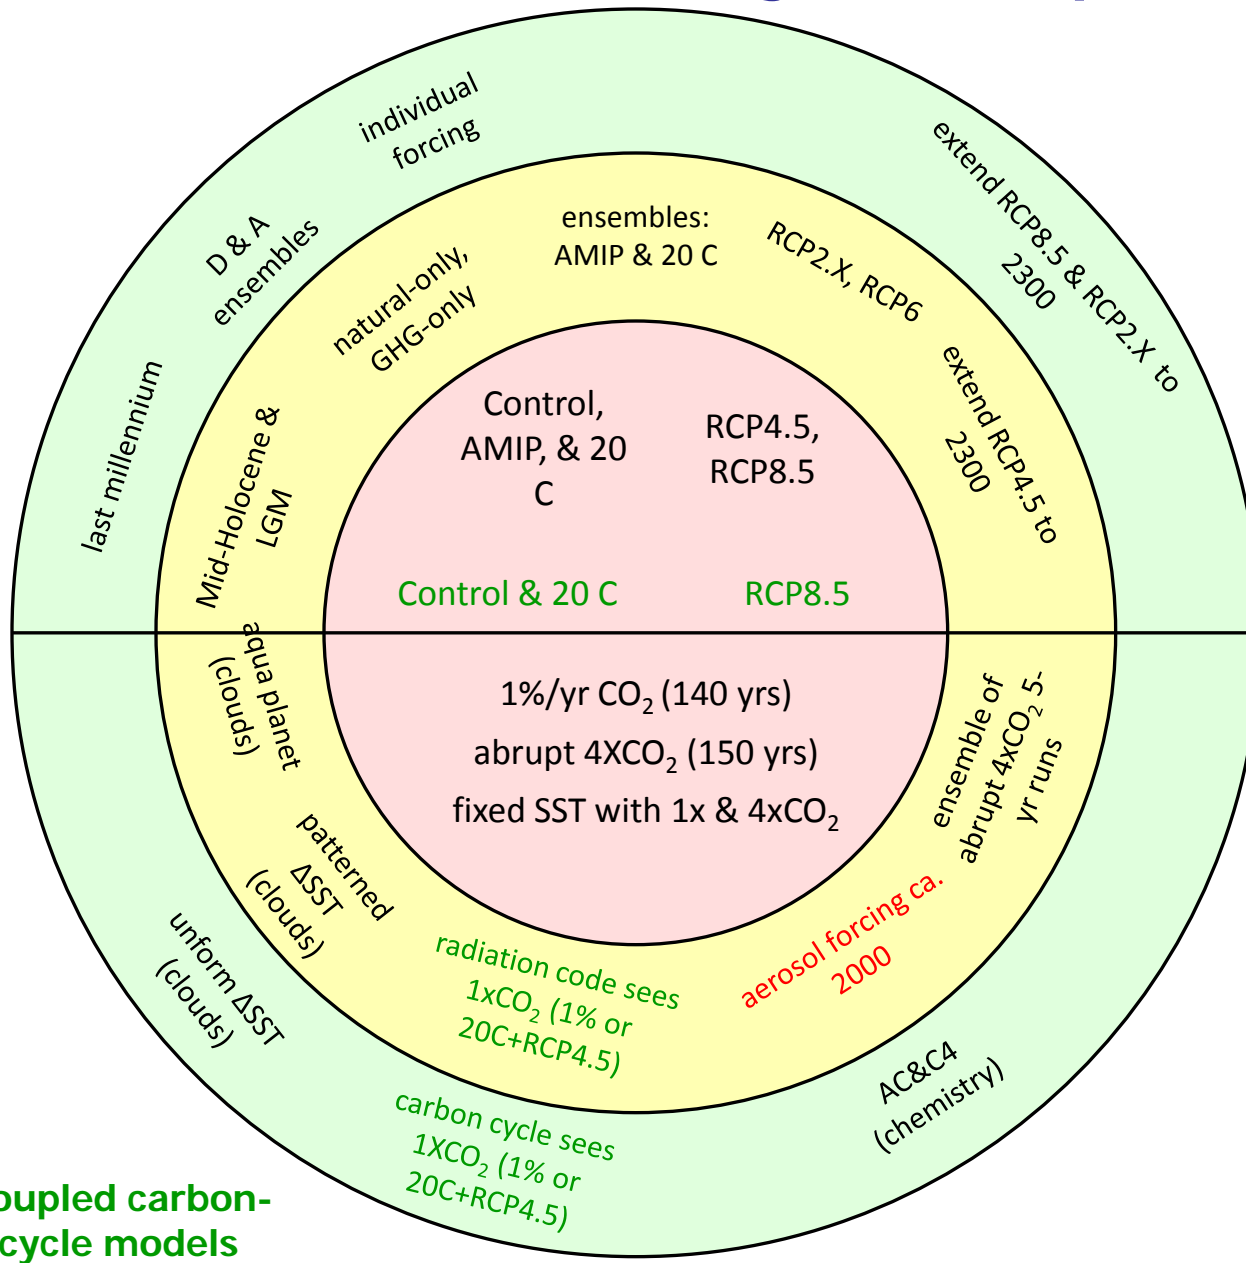 individual
forcing
D & A
ensembles
last millennium
extend RCP8.5 & RCP2.X to
2300
ensembles:
AMIP & 20 C
natural-only,
GHG-only
RCP2.X, RCP6
Mid-Holocene &
LGM
extend RCP4.5 to
2300
Control,
AMIP, & 20
C
RCP4.5,
RCP8.5
Control & 20 C
RCP8.5
1%/yr CO₂ (140 yrs)
abrupt 4XCO₂ (150 yrs)
fixed SST with 1x & 4xCO₂
aqua planet
(clouds)
patterned
ΔSST
(clouds)
ensemble of
abrupt 4xCO₂ 5-
yr runs
aerosol forcing ca.
2000
radiation code sees
1xCO₂ (1% or
20C+RCP4.5)
unform ΔSST
(clouds)
AC&C4
(chemistry)
carbon cycle sees
1XCO₂ (1% or
20C+RCP4.5)
oupled carbon-
cycle models